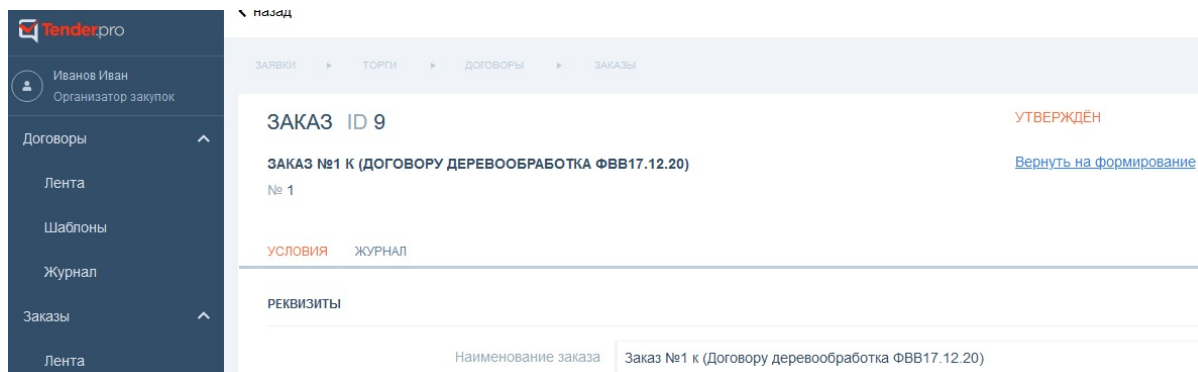 Tender.pro
назад
Иванов Иван
Организатор закупок
ЗАЯВКИ ТОРГИ ДОГОВОРЫ ЗАКАЗЫ
Договоры
Лента
Шаблоны
Журнал
Заказы
Лента
ЗАКАЗ ID 9
УТВЕРЖДЁН
ЗАКАЗ №1 К (ДОГОВОРУ ДЕРЕВООБРАБОТКА ФВВ17.12.20)
Вернуть на формирование
№ 1
УСЛОВИЯ ЖУРНАЛ
РЕКВИЗИТЫ
Наименование заказа Заказ №1 к (Договору деревообработка ФВВ17.12.20)